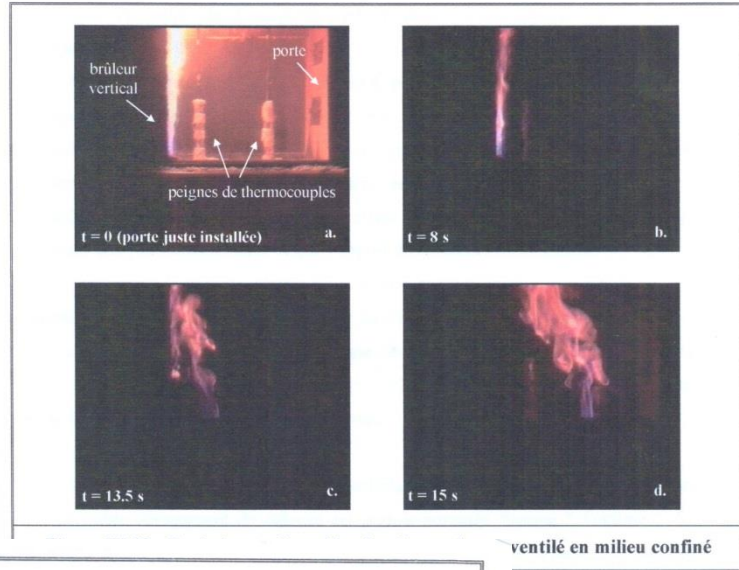 brûleur
vertical
porte
peignes de thermocouples
t = 0 (porte juste installée)
a.
t = 8 s
b.
t = 13.5 s
c.
t = 15 s
d.
ventilé en milieu confiné